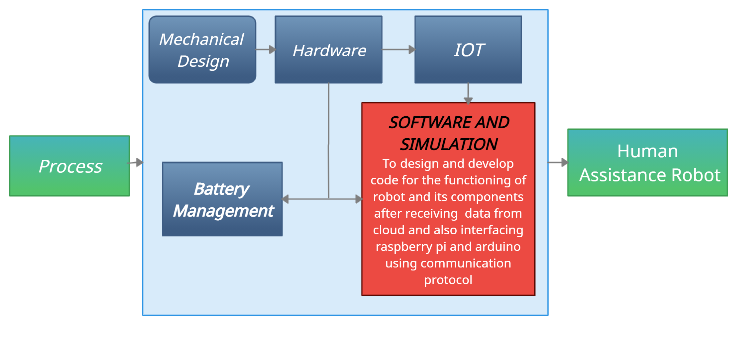 Mechanical
Design
Hardware
IOT
Process
Battery
Management
SOFTWARE AND
SIMULATION
To design and develop
code for the functioning of
robot and its components
after receiving data from
cloud and also interfacing
raspberry pi and arduino
using communication
protocol
Human
Assistance Robot